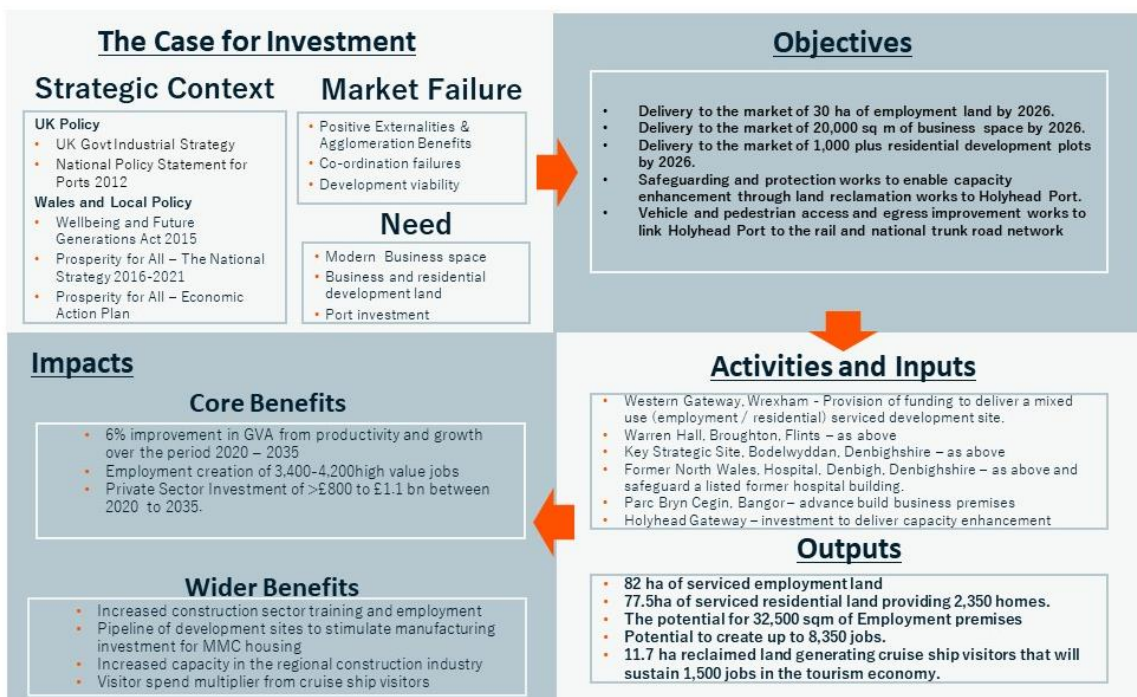 The Case for Investment
Strategic Context
UK Policy
• UK Govt Industrial Strategy
• National Policy Statement for
Ports 2012
Wales and Local Policy
• Wellbeing and Future
Generations Act 2015
• Prosperity for All – The National
Strategy 2016-2021
• Prosperity for All – Economic
Action Plan
Market Failure
• Positive Externalities &
Agglomeration Benefits
• Co-ordination failures
• Development viability
Need
• Modern Business space
• Business and residential
development land
• Port investment
Objectives
• Delivery to the market of 30 ha of employment land by 2026.
• Delivery to the market of 20,000 sq m of business space by 2026.
• Delivery to the market of 1,000 plus residential development plots
by 2026.
• Safeguarding and protection works to enable capacity
enhancement through land reclamation works to Holyhead Port.
• Vehicle and pedestrian access and egress improvement works to
link Holyhead Port to the rail and national trunk road network
Activities and Inputs
• Western Gateway, Wrexham - Provision of funding to deliver a mixed
use (employment / residential) serviced development site.
• Warren Hall, Broughton, Flints – as above
• Key Strategic Site, Bodelwyddan, Denbighshire – as above
• Former North Wales, Hospital, Denbigh, Denbighshire – as above and
safeguard a listed former hospital building.
• Parc Bryn Cegin, Bangor – advance build business premises
• Holyhead Gateway – investment to deliver capacity enhancement
Outputs
• 82 ha of serviced employment land
• 77.5ha of serviced residential land providing 2,350 homes.
• The potential for 32,500 sqm of Employment premises
• Potential to create up to 8,350 jobs.
• 11.7 ha reclaimed land generating cruise ship visitors that will
sustain 1,500 jobs in the tourism economy.
Impacts
Core Benefits
• 6% improvement in GVA from productivity and growth
over the period 2020 – 2035
• Employment creation of 3,400-4,200high value jobs
• Private Sector Investment of >£800 to £1.1 bn between
2020 to 2035.
Wider Benefits
• Increased construction sector training and employment
• Pipeline of development sites to stimulate manufacturing
investment for MMC housing
• Increased capacity in the regional construction industry
• Visitor spend multiplier from cruise ship visitors